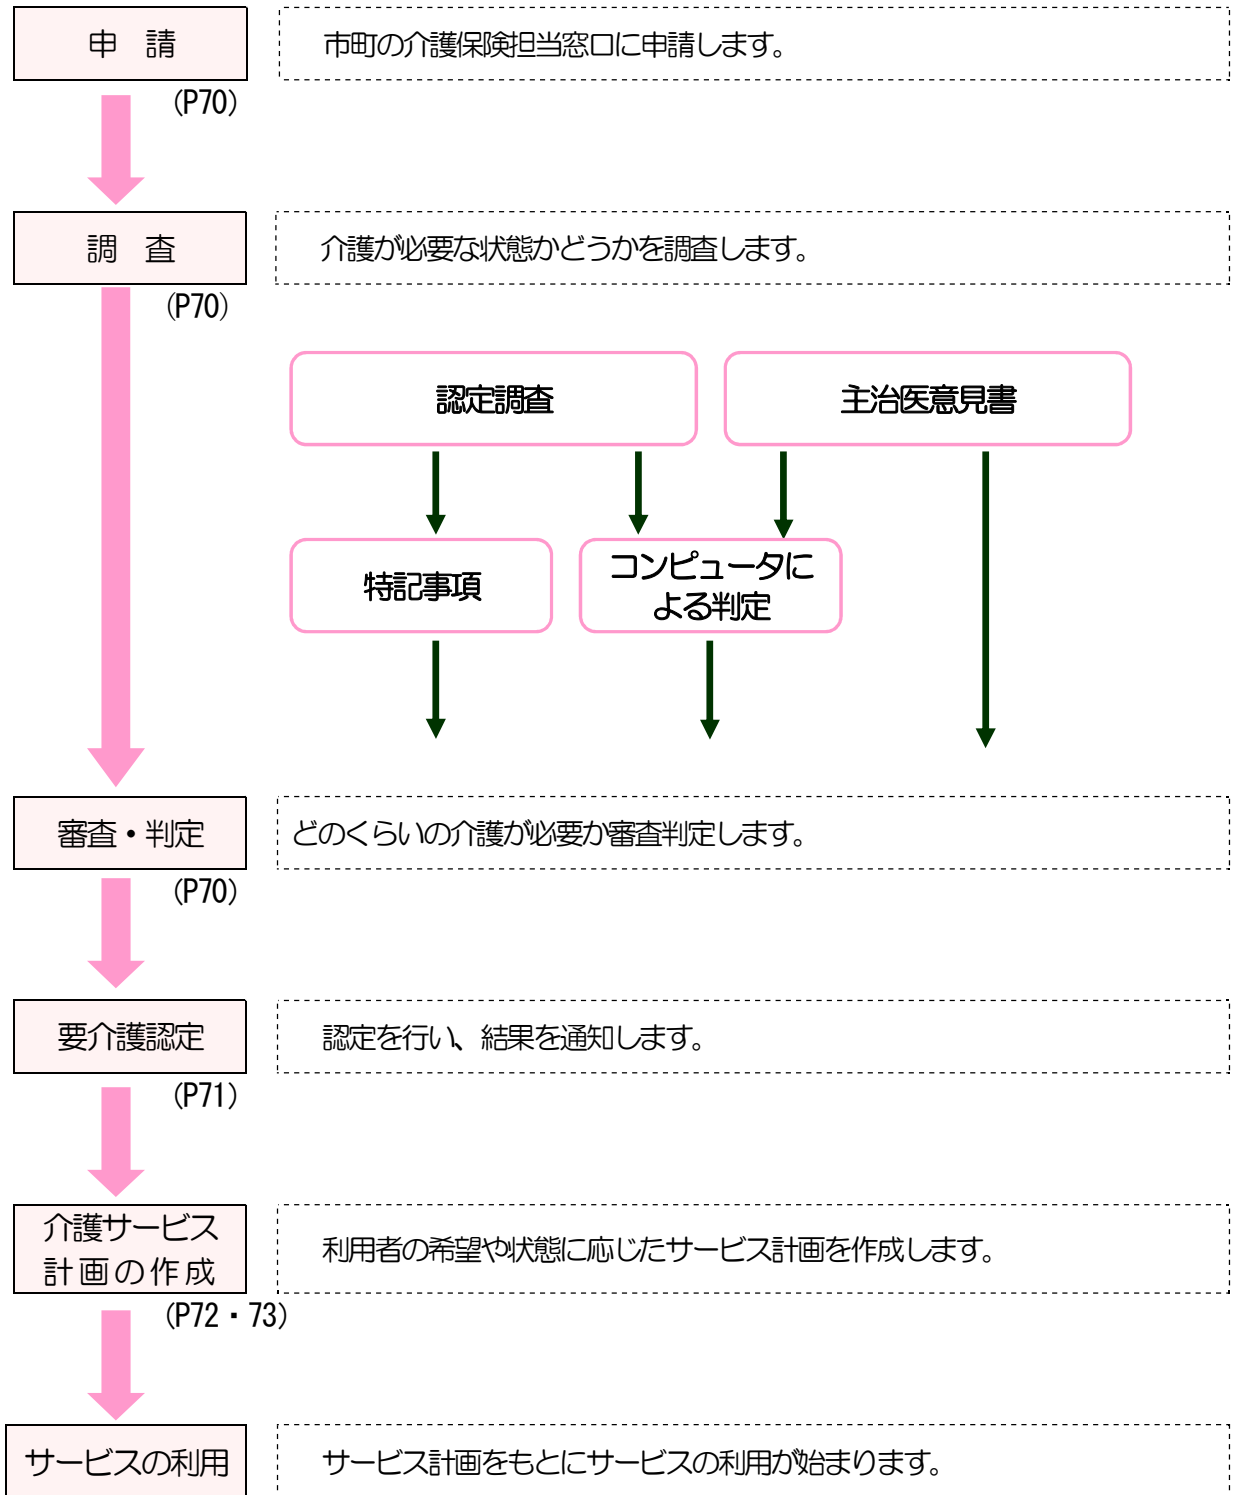 申　請
市町の介護保険担当窓口に申請します。
(P70)
調　査
介護が必要な状態かどうかを調査します。
(P70)
認定調査
主治医意見書
特記事項
コンピュータに
よる判定
審査・判定
どのくらいの介護が必要か審査判定します。
(P70)
要介護認定
認定を行い、結果を通知します。
(P71)
介護サービス
計画の作成
利用者の希望や状態に応じたサービス計画を作成します。
(P72・73)
サービスの利用
サービス計画をもとにサービスの利用が始まります。